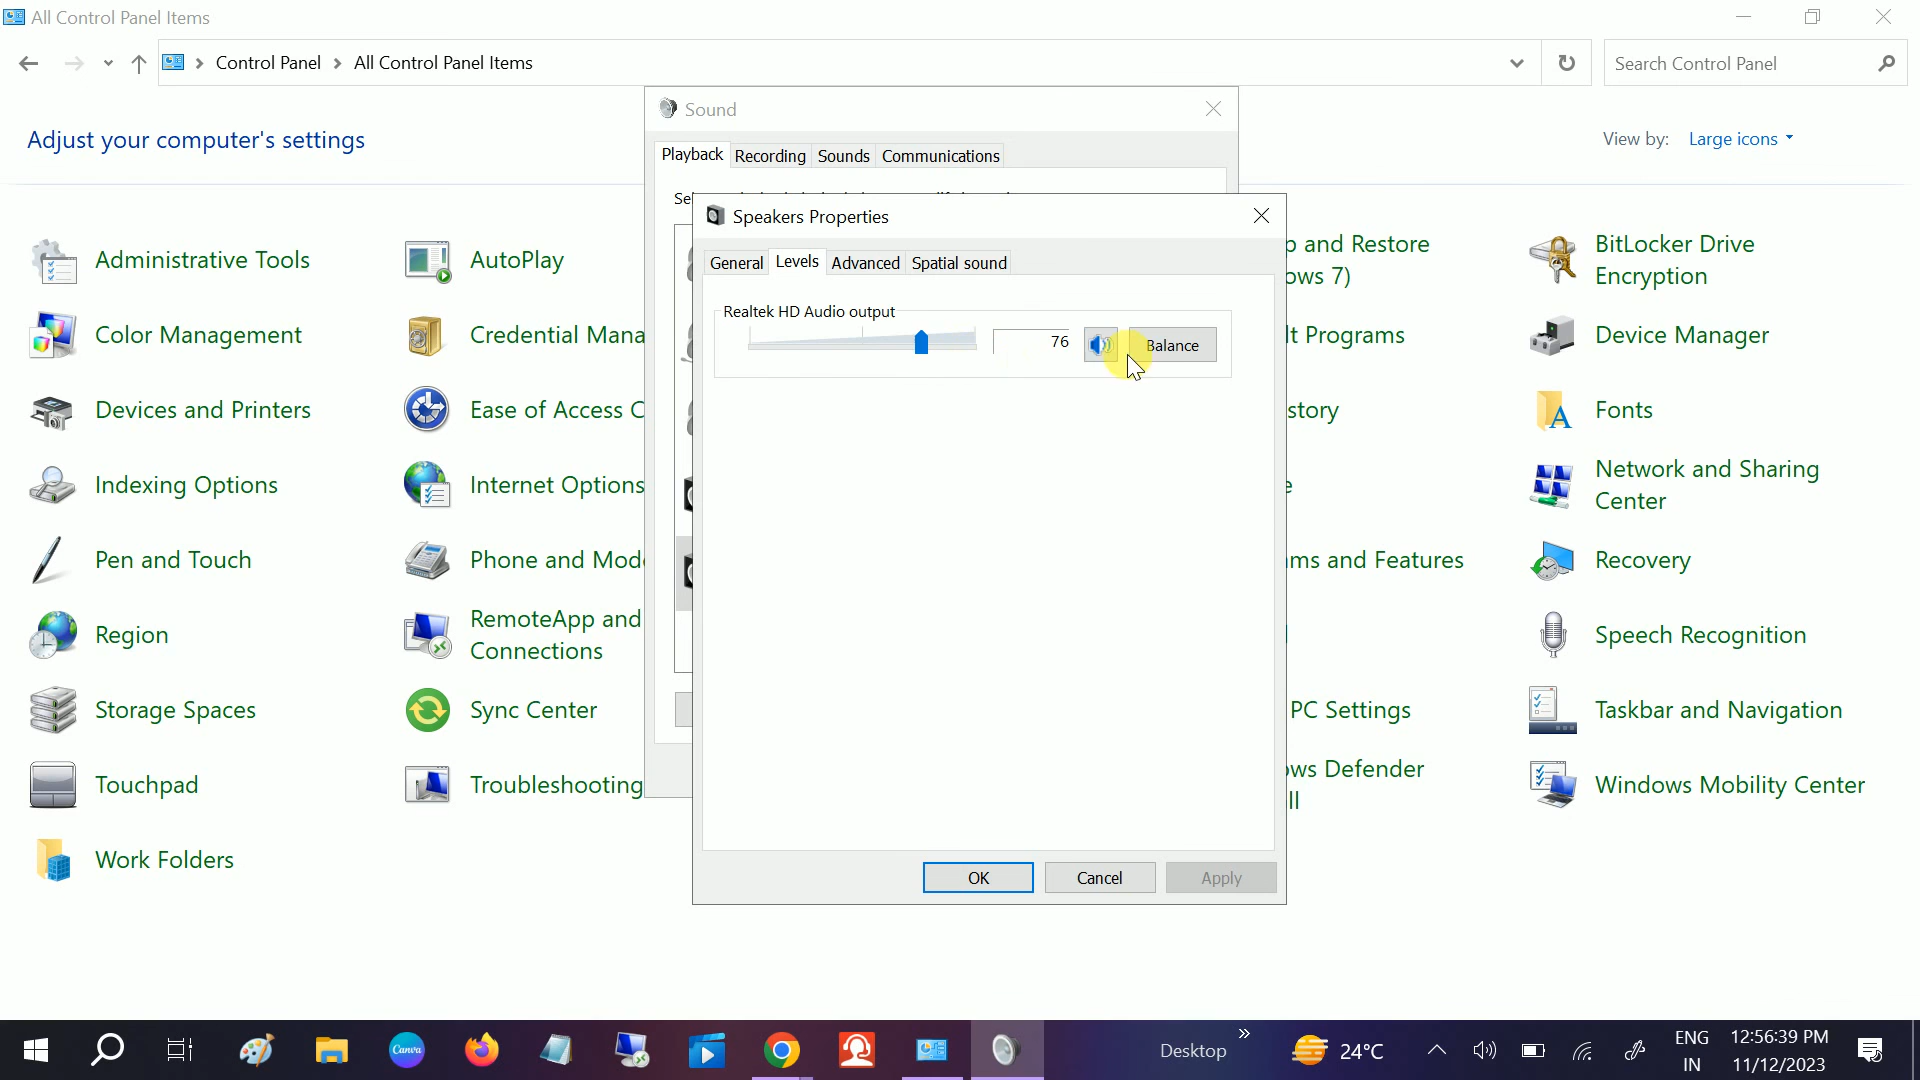 All Control Panel Items
Control Panel
All Control Panel Items
Search Control Panel
Adjust your computer's settings
View by:
Large icons
Sound
Playback
Recording
Sounds
Communications
Speakers Properties
General
Levels
Advanced
Spatial sound
Realtek HD Audio output
76
Balance
OK
Cancel
Apply
Administrative Tools
AutoPlay
p and Restore
ows 7)
BitLocker Drive
Encryption
Color Management
Credential Mana
lt Programs
Device Manager
Devices and Printers
Ease of Access C
story
Fonts
Indexing Options
Internet Options
Network and Sharing
Center
Pen and Touch
Phone and Mod
ms and Features
Recovery
Region
RemoteApp and
Connections
Speech Recognition
Storage Spaces
Sync Center
PC Settings
Taskbar and Navigation
Touchpad
Troubleshooting
ws Defender
ll
Windows Mobility Center
Work Folders
Canva
Desktop
24°C
ENG
IN
12:56:39 PM
11/12/2023